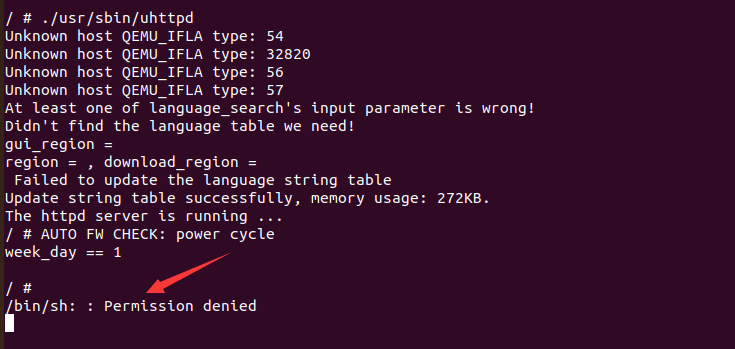 / # ./usr/sbin/uhttpd
Unknown host QEMU_IFLA type: 54
Unknown host QEMU_IFLA type: 32820
Unknown host QEMU_IFLA type: 56
Unknown host QEMU_IFLA type: 57
At least one of language_search's input parameter is wrong!
Didn't find the language table we need!
gui_region =
region = , download_region =
 Failed to update the language string table
Update string table successfully, memory usage: 272KB.
The httpd server is running ...
/ # AUTO FW CHECK: power cycle
week_day == 1
/ #
/bin/sh: : Permission denied